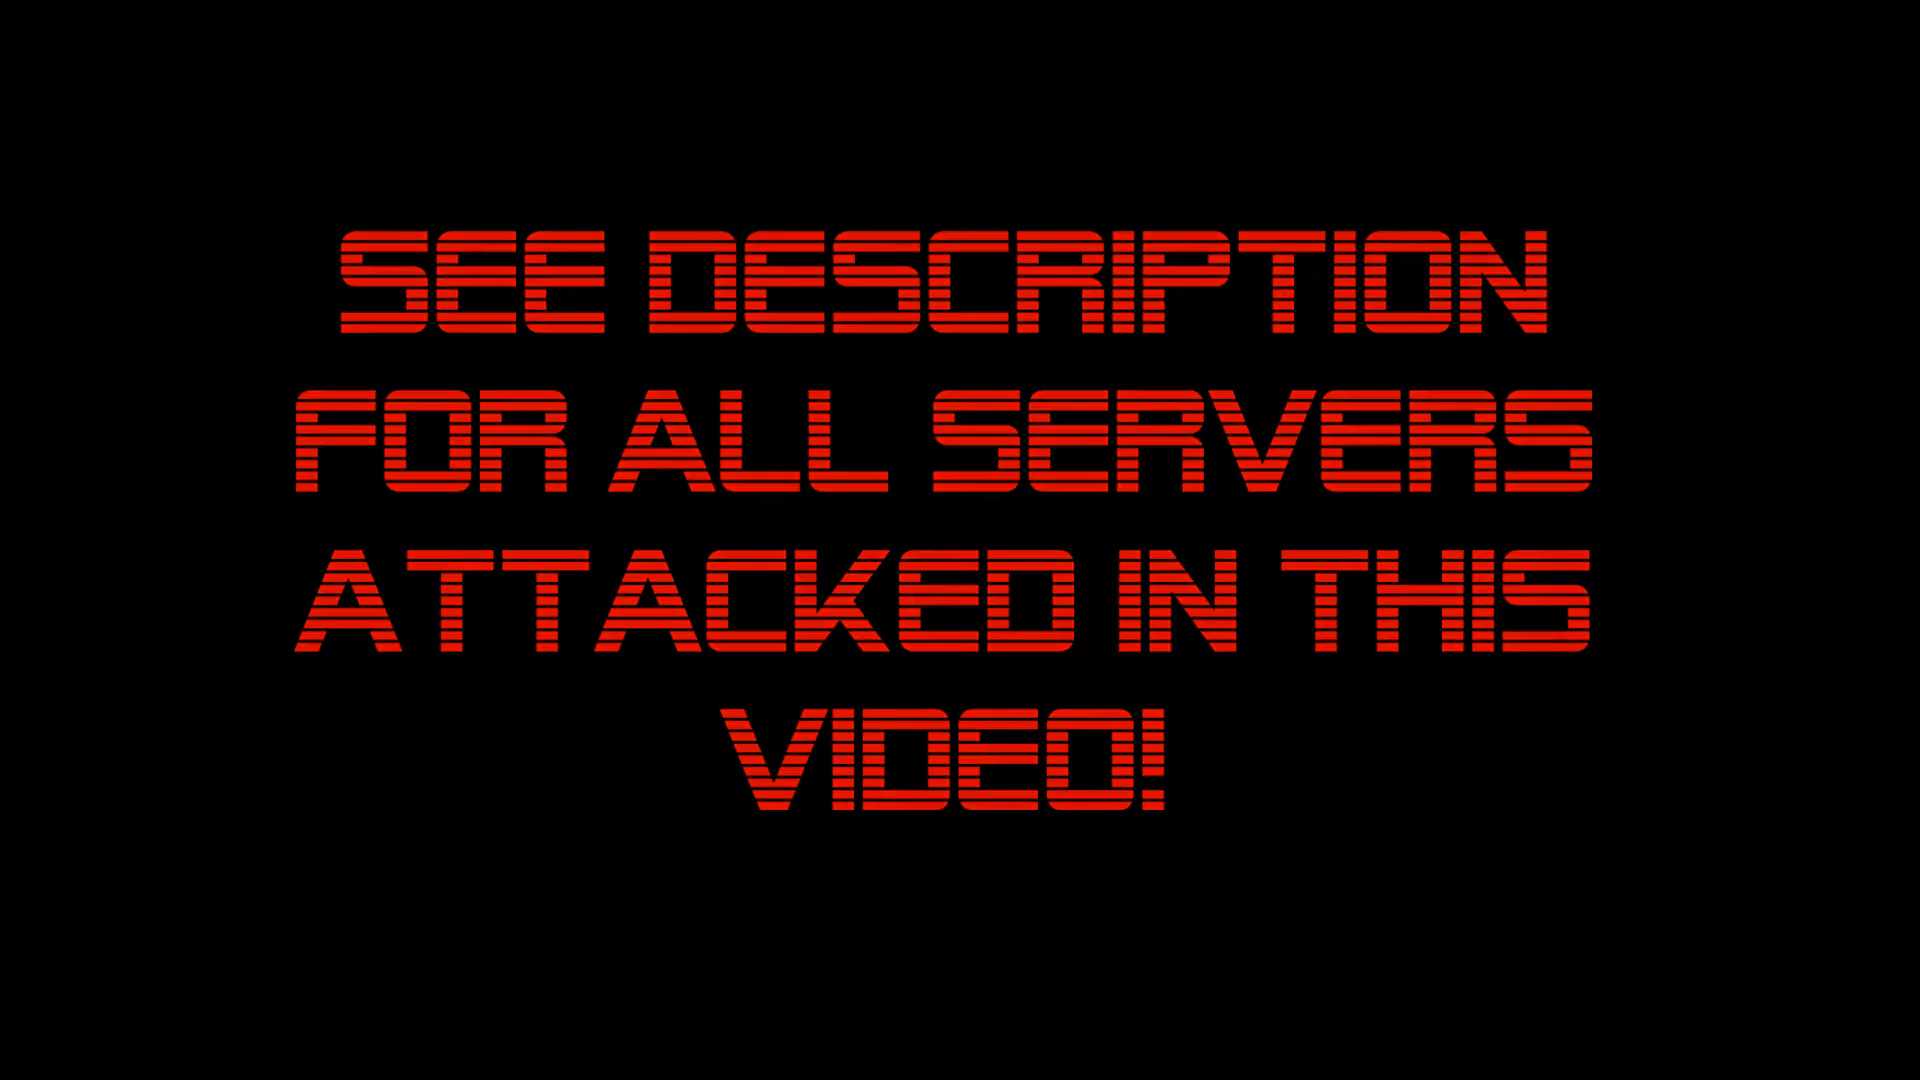 SEE DESCRIPTION
FOR ALL SERVERS
ATTACKED IN THIS
VIDEO!